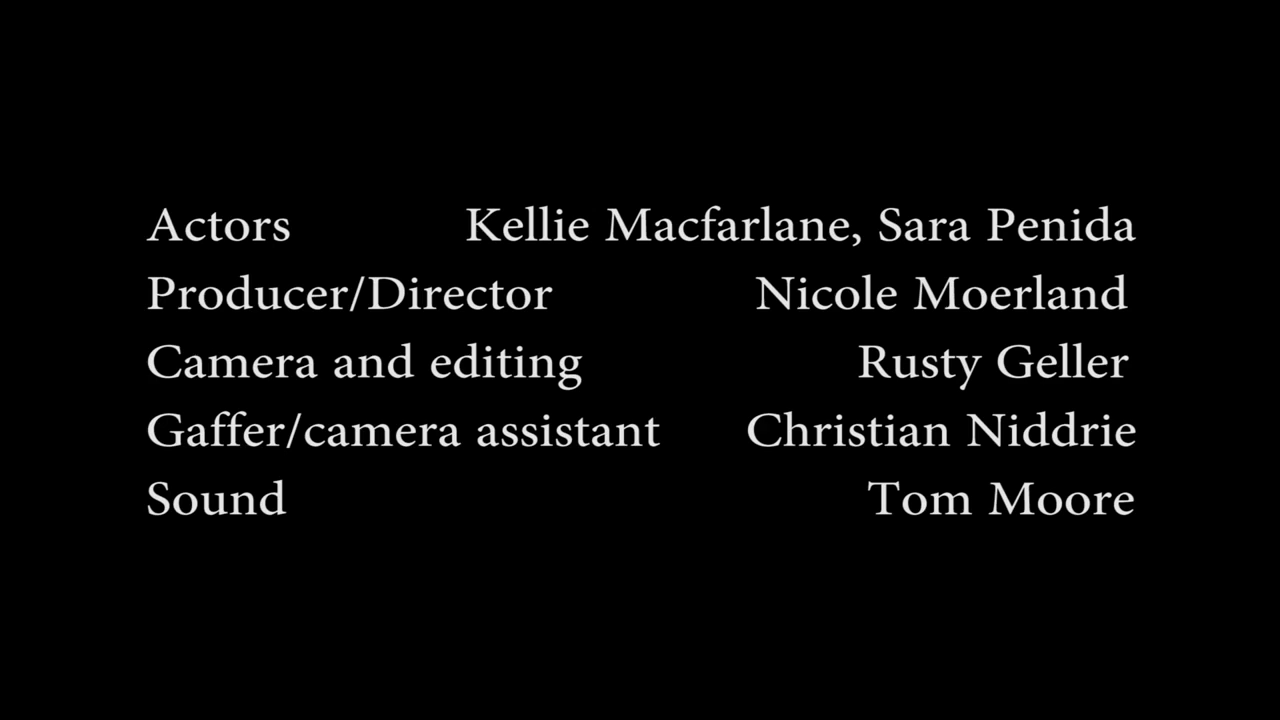 Actors Kellie Macfarlane, Sara Penida
Producer/Director Nicole Moerland
Camera and editing Rusty Geller
Gaffer/camera assistant Christian Niddrie
Sound Tom Moore